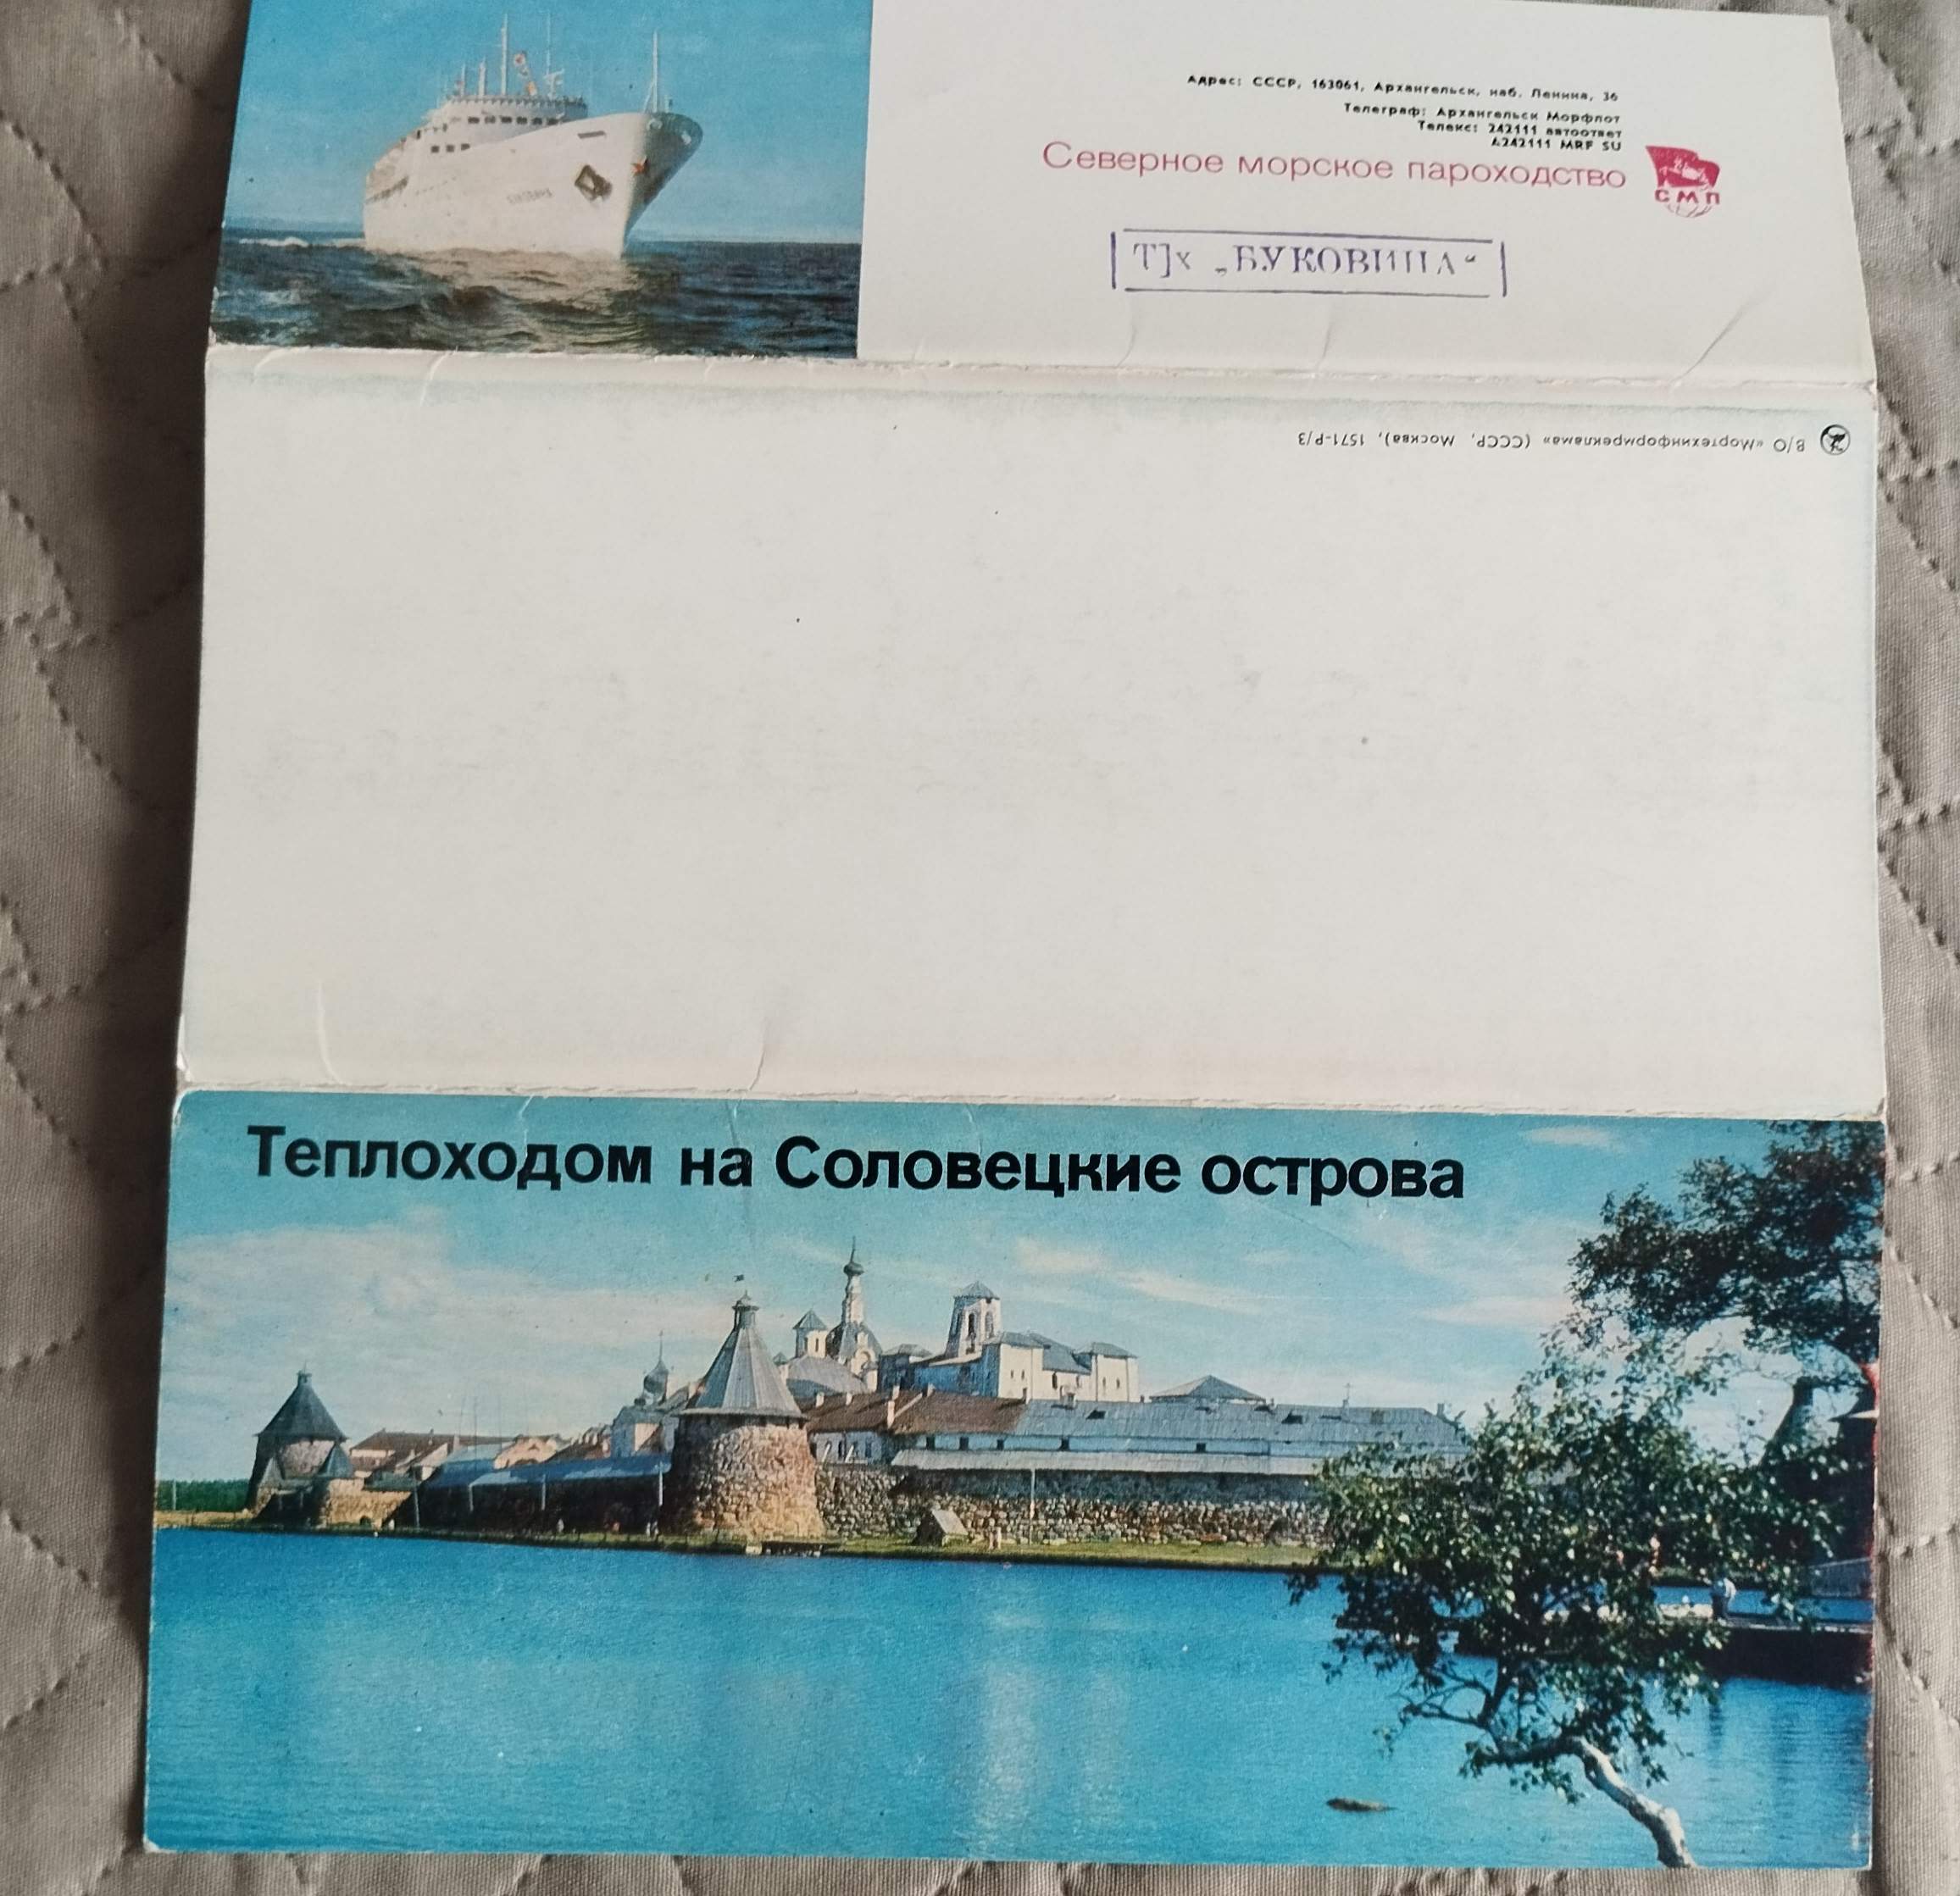 Адрес: СССР, 163061, Архангельск, наб. Ленина, 36
Телеграф: Архангельск Морфлот
Телекс: 242111 автоответ
242111 MRF SU
Северное морское пароходство
СМП
Т]х „БУКОВИНА“
В/О «Мортехинформреклама» (СССР, Москва), 1571-Р/3
Теплоходом на Соловецкие острова